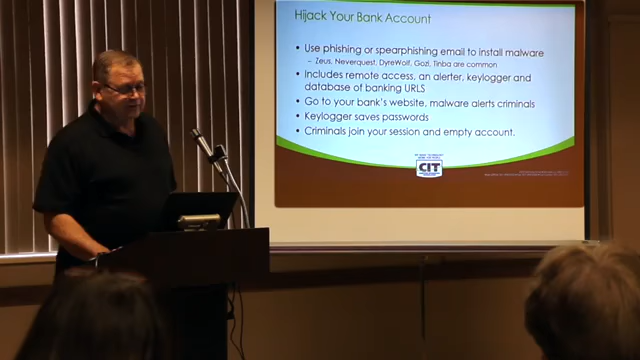 Hijack Your Bank Account
• Use phishing or spearphishing email to install malware
– Zeus, Neverquest, DyreWolf, Gozi, Tinba are common
• Includes remote access, an alerter, keylogger and
database of banking URLS
• Go to your bank's website, malware alerts criminals
• Keylogger saves passwords
• Criminals join your session and empty account.
CIT